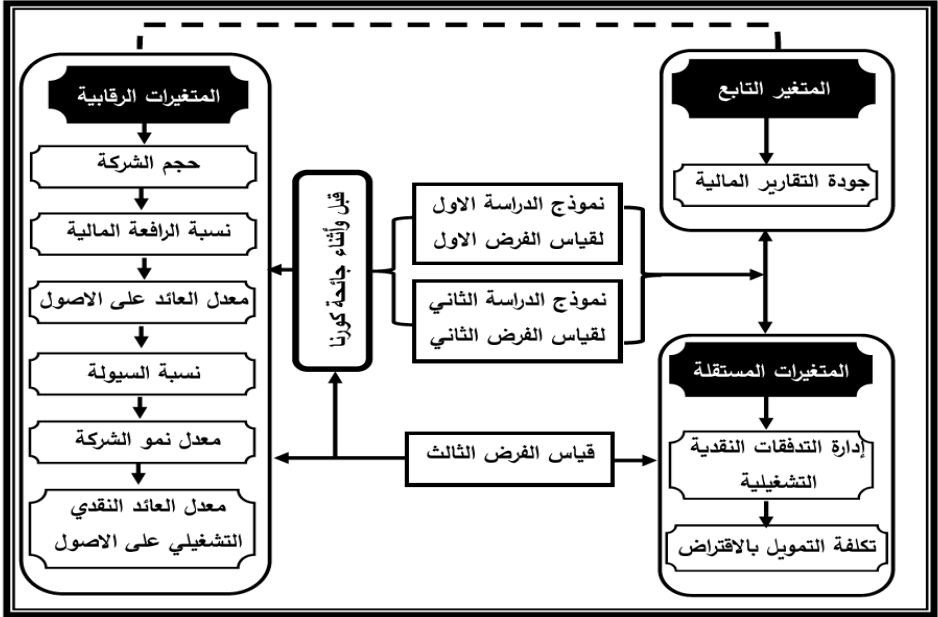 المتغير التابع
جودة التقارير المالية
المتغيرات المستقلة
إدارة التدفقات النقدية
التشغيلية
تكلفة التمويل بالاقتراض
نموذج الدراسة الاول
لقياس الفرض الاول
نموذج الدراسة الثاني
لقياس الفرض الثاني
قياس الفرض الثالث
قبل وأثناء جائحة كورنا
المتغيرات الرقابية
حجم الشركة
نسبة الرافعة المالية
معدل العائد على الاصول
نسبة السيولة
معدل نمو الشركة
معدل العائد النقدي
التشغيلي على الاصول